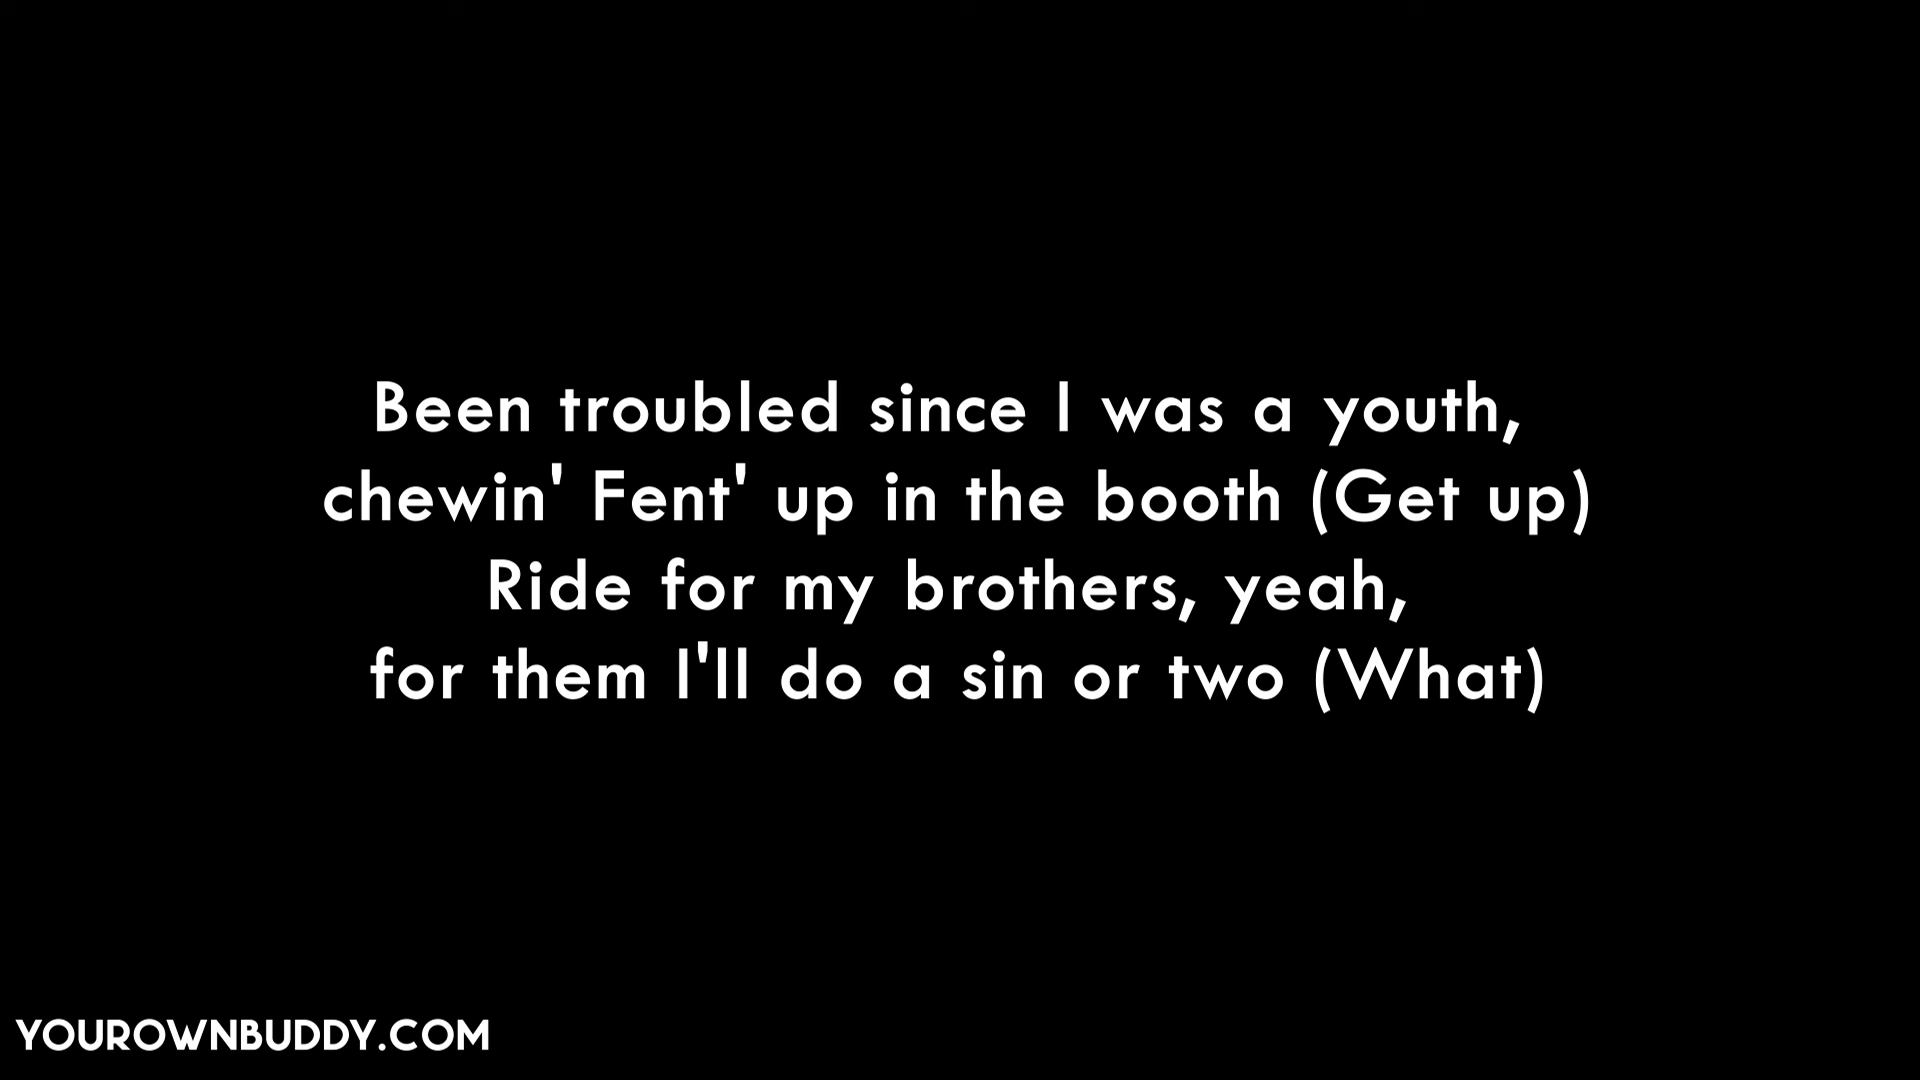 Been troubled since I was a youth,
chewin' Fent' up in the booth (Get up)
Ride for my brothers, yeah,
for them I'll do a sin or two (What)
YOUROWNBUDDY.COM